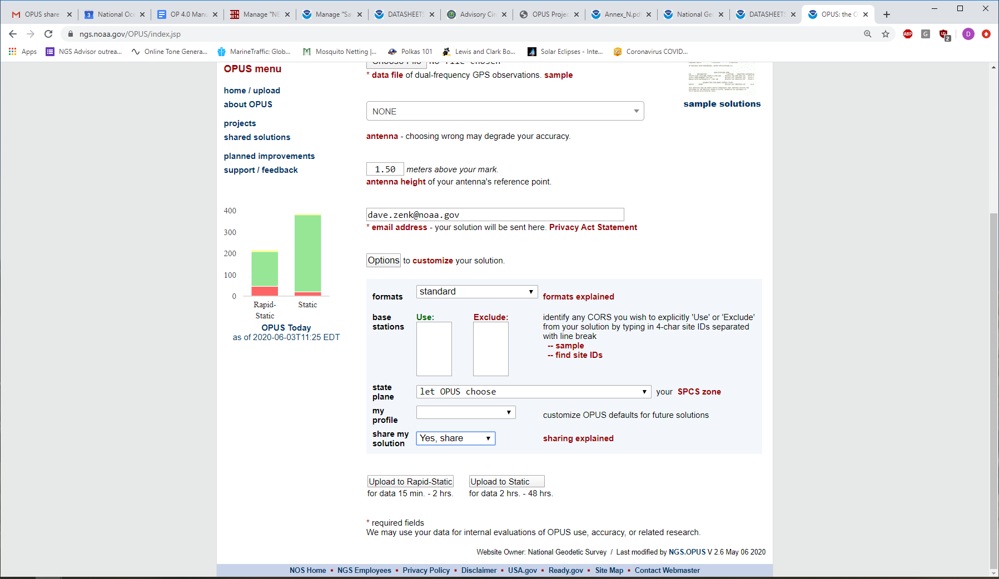 OPUS share
National Oce
OP 4.0 Manu
Manage "NE
Manage "Sa
DATASHEETS
Advisory Cir
OPUS Projec
Annex_N.pdf
National Ge
DATASHEETS
OPUS: the O
ngs.noaa.gov/OPUS/index.jsp
ABP
G
2
D
Apps
NGS Advisor outrea...
Online Tone Genera...
MarineTraffic: Glob...
Mosquito Netting |...
Polkas 101
Lewis and Clark Bo...
Solar Eclipses - Inte...
Coronavirus COVID...
OPUS menu
home / upload
about OPUS
projects
shared solutions
planned improvements
support / feedback
400
300
200
100
0
Rapid-
Static
Static
OPUS Today
as of 2020-06-03T11:25 EDT
Choose File No file chosen
* data file of dual-frequency GPS observations. sample
sample solutions
NONE
antenna - choosing wrong may degrade your accuracy.
1.50 meters above your mark.
antenna height of your antenna's reference point.
dave.zenk@noaa.gov
* email address - your solution will be sent here. Privacy Act Statement
Options to customize your solution.
formats
standard
formats explained
base
stations
Use:
Exclude:
identify any CORS you wish to explicitly 'Use' or 'Exclude'
from your solution by typing in 4-char site IDs separated
with line break
-- sample
-- find site IDs
state
plane
let OPUS choose
your SPCS zone
my
profile
customize OPUS defaults for future solutions
share my
solution
Yes, share
sharing explained
Upload to Rapid-Static
for data 15 min. - 2 hrs.
Upload to Static
for data 2 hrs. - 48 hrs.
* required fields
We may use your data for internal evaluations of OPUS use, accuracy, or related research.
Website Owner: National Geodetic Survey / Last modified by NGS.OPUS V 2.6 May 06 2020
NOS Home ▪ NGS Employees ▪ Privacy Policy ▪ Disclaimer ▪ USA.gov ▪ Ready.gov ▪ Site Map ▪ Contact Webmaster